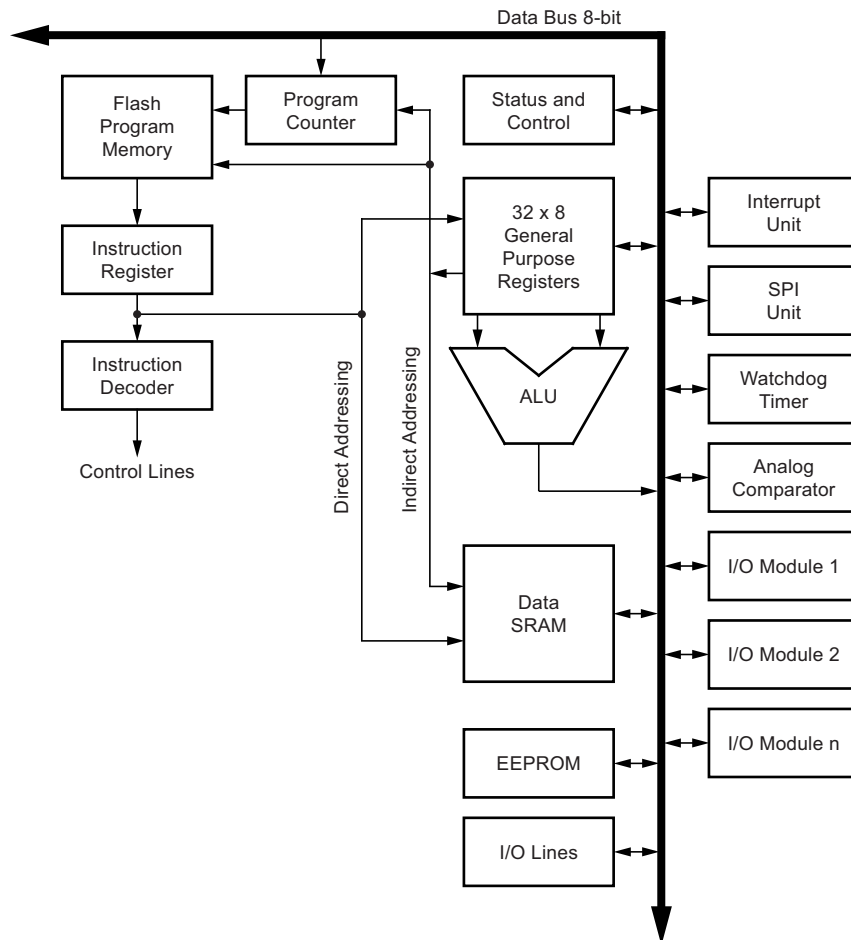 Data Bus 8-bit
Flash
Program
Memory
Program
Counter
Status and
Control
32 x 8
General
Purpose
Registers
Interrupt
Unit
Instruction
Register
SPI
Unit
Instruction
Decoder
ALU
Watchdog
Timer
Direct Addressing
Indirect Addressing
Control Lines
Analog
Comparator
Data
SRAM
I/O Module 1
I/O Module 2
I/O Module n
EEPROM
I/O Lines